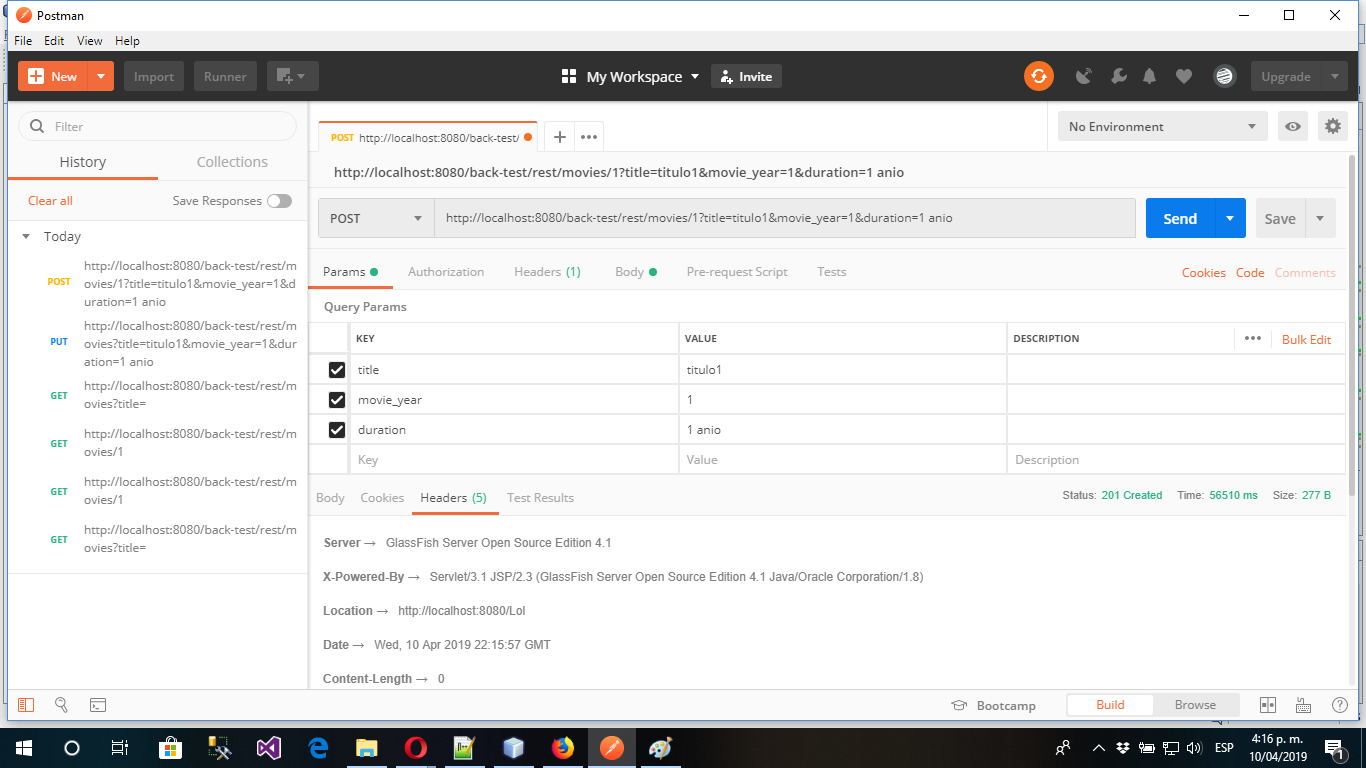 Postman
File Edit View Help
New Import Runner My Workspace Invite Upgrade
Filter
History Collections
Clear all Save Responses
Today
POST http://localhost:8080/back-test/rest/m
ovies/1?title=titulo1&movie_year=1&d
uration=1 anio
PUT http://localhost:8080/back-test/rest/m
ovies?title=titulo1&movie_year=1&dur
ation=1 anio
GET http://localhost:8080/back-test/rest/m
ovies?title=
GET http://localhost:8080/back-test/rest/m
ovies/1
GET http://localhost:8080/back-test/rest/m
ovies/1
GET http://localhost:8080/back-test/rest/m
ovies?title=
POST http://localhost:8080/back-test/
No Environment
http://localhost:8080/back-test/rest/movies/1?title=titulo1&movie_year=1&duration=1 anio
POST http://localhost:8080/back-test/rest/movies/1?title=titulo1&movie_year=1&duration=1 anio Send Save
Params Authorization Headers (1) Body Pre-request Script Tests Cookies Code Comments
Query Params
KEY VALUE DESCRIPTION Bulk Edit
title titulo1
movie_year 1
duration 1 anio
Key Value Description
Body Cookies Headers (5) Test Results Status: 201 Created Time: 56510 ms Size: 277 B
Server → GlassFish Server Open Source Edition 4.1
X-Powered-By → Servlet/3.1 JSP/2.3 (GlassFish Server Open Source Edition 4.1 Java/Oracle Corporation/1.8)
Location → http://localhost:8080/Lol
Date → Wed, 10 Apr 2019 22:15:57 GMT
Content-Length → 0
Bootcamp Build Browse
ESP 4:16 p. m.
10/04/2019 1